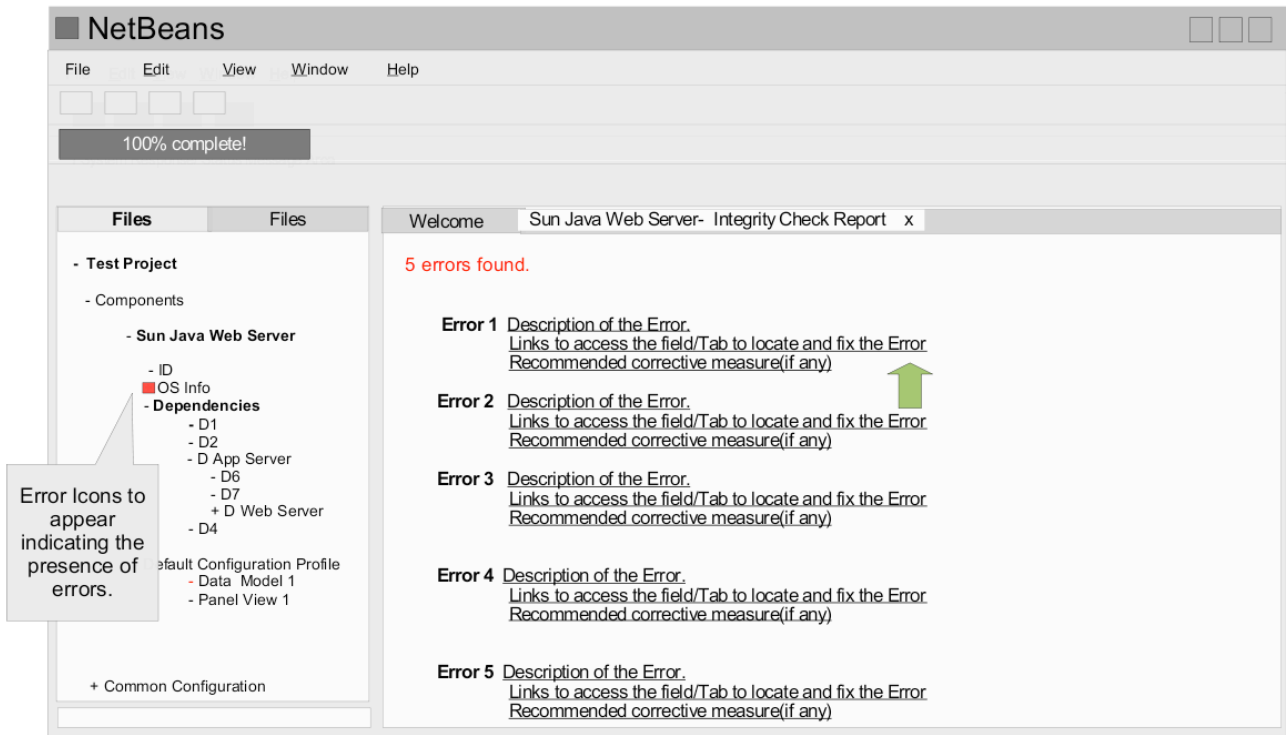 NetBeans
File Edit View Window Help
100% complete!
Files Files
- Test Project
- Components
- Sun Java Web Server
- ID
OS Info
- Dependencies
- D1
- D2
- D App Server
- D6
- D7
+ D Web Server
- D4
efault Configuration Profile
- Data Model 1
- Panel View 1
+ Common Configuration
Error Icons to
appear
indicating the
presence of
errors.
Welcome Sun Java Web Server- Integrity Check Report x
5 errors found.
Error 1 Description of the Error.
Links to access the field/Tab to locate and fix the Error
Recommended corrective measure(if any)
Error 2 Description of the Error.
Links to access the field/Tab to locate and fix the Error
Recommended corrective measure(if any)
Error 3 Description of the Error.
Links to access the field/Tab to locate and fix the Error
Recommended corrective measure(if any)
Error 4 Description of the Error.
Links to access the field/Tab to locate and fix the Error
Recommended corrective measure(if any)
Error 5 Description of the Error.
Links to access the field/Tab to locate and fix the Error
Recommended corrective measure(if any)